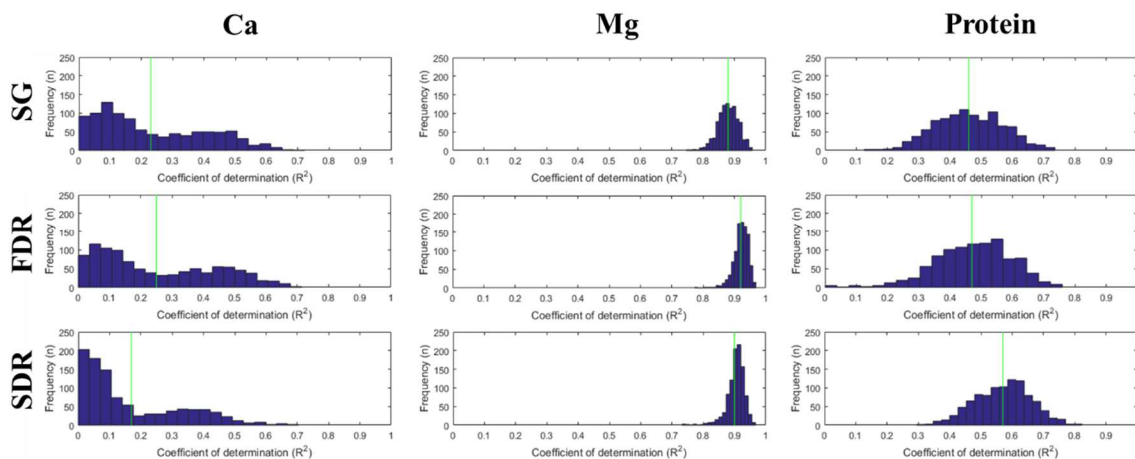 Ca Mg Protein
SG
Frequency (n)
250
200
150
100
50
0
0 0.1 0.2 0.3 0.4 0.5 0.6 0.7 0.8 0.9 1
Coefficient of determination (R²)
Frequency (n)
250
200
150
100
50
0
0 0.1 0.2 0.3 0.4 0.5 0.6 0.7 0.8 0.9 1
Coefficient of determination (R²)
Frequency (n)
250
200
150
100
50
0
0 0.1 0.2 0.3 0.4 0.5 0.6 0.7 0.8 0.9
Coefficient of determination (R²)
FDR
Frequency (n)
250
200
150
100
50
0
0 0.1 0.2 0.3 0.4 0.5 0.6 0.7 0.8 0.9 1
Coefficient of determination (R²)
Frequency (n)
250
200
150
100
50
0
0 0.1 0.2 0.3 0.4 0.5 0.6 0.7 0.8 0.9 1
Coefficient of determination (R²)
Frequency (n)
250
200
150
100
50
0
0 0.1 0.2 0.3 0.4 0.5 0.6 0.7 0.8 0.9
Coefficient of determination (R²)
SDR
Frequency (n)
250
200
150
100
50
0
0 0.1 0.2 0.3 0.4 0.5 0.6 0.7 0.8 0.9 1
Coefficient of determination (R²)
Frequency (n)
250
200
150
100
50
0
0 0.1 0.2 0.3 0.4 0.5 0.6 0.7 0.8 0.9 1
Coefficient of determination (R²)
Frequency (n)
250
200
150
100
50
0
0 0.1 0.2 0.3 0.4 0.5 0.6 0.7 0.8 0.9
Coefficient of determination (R²)